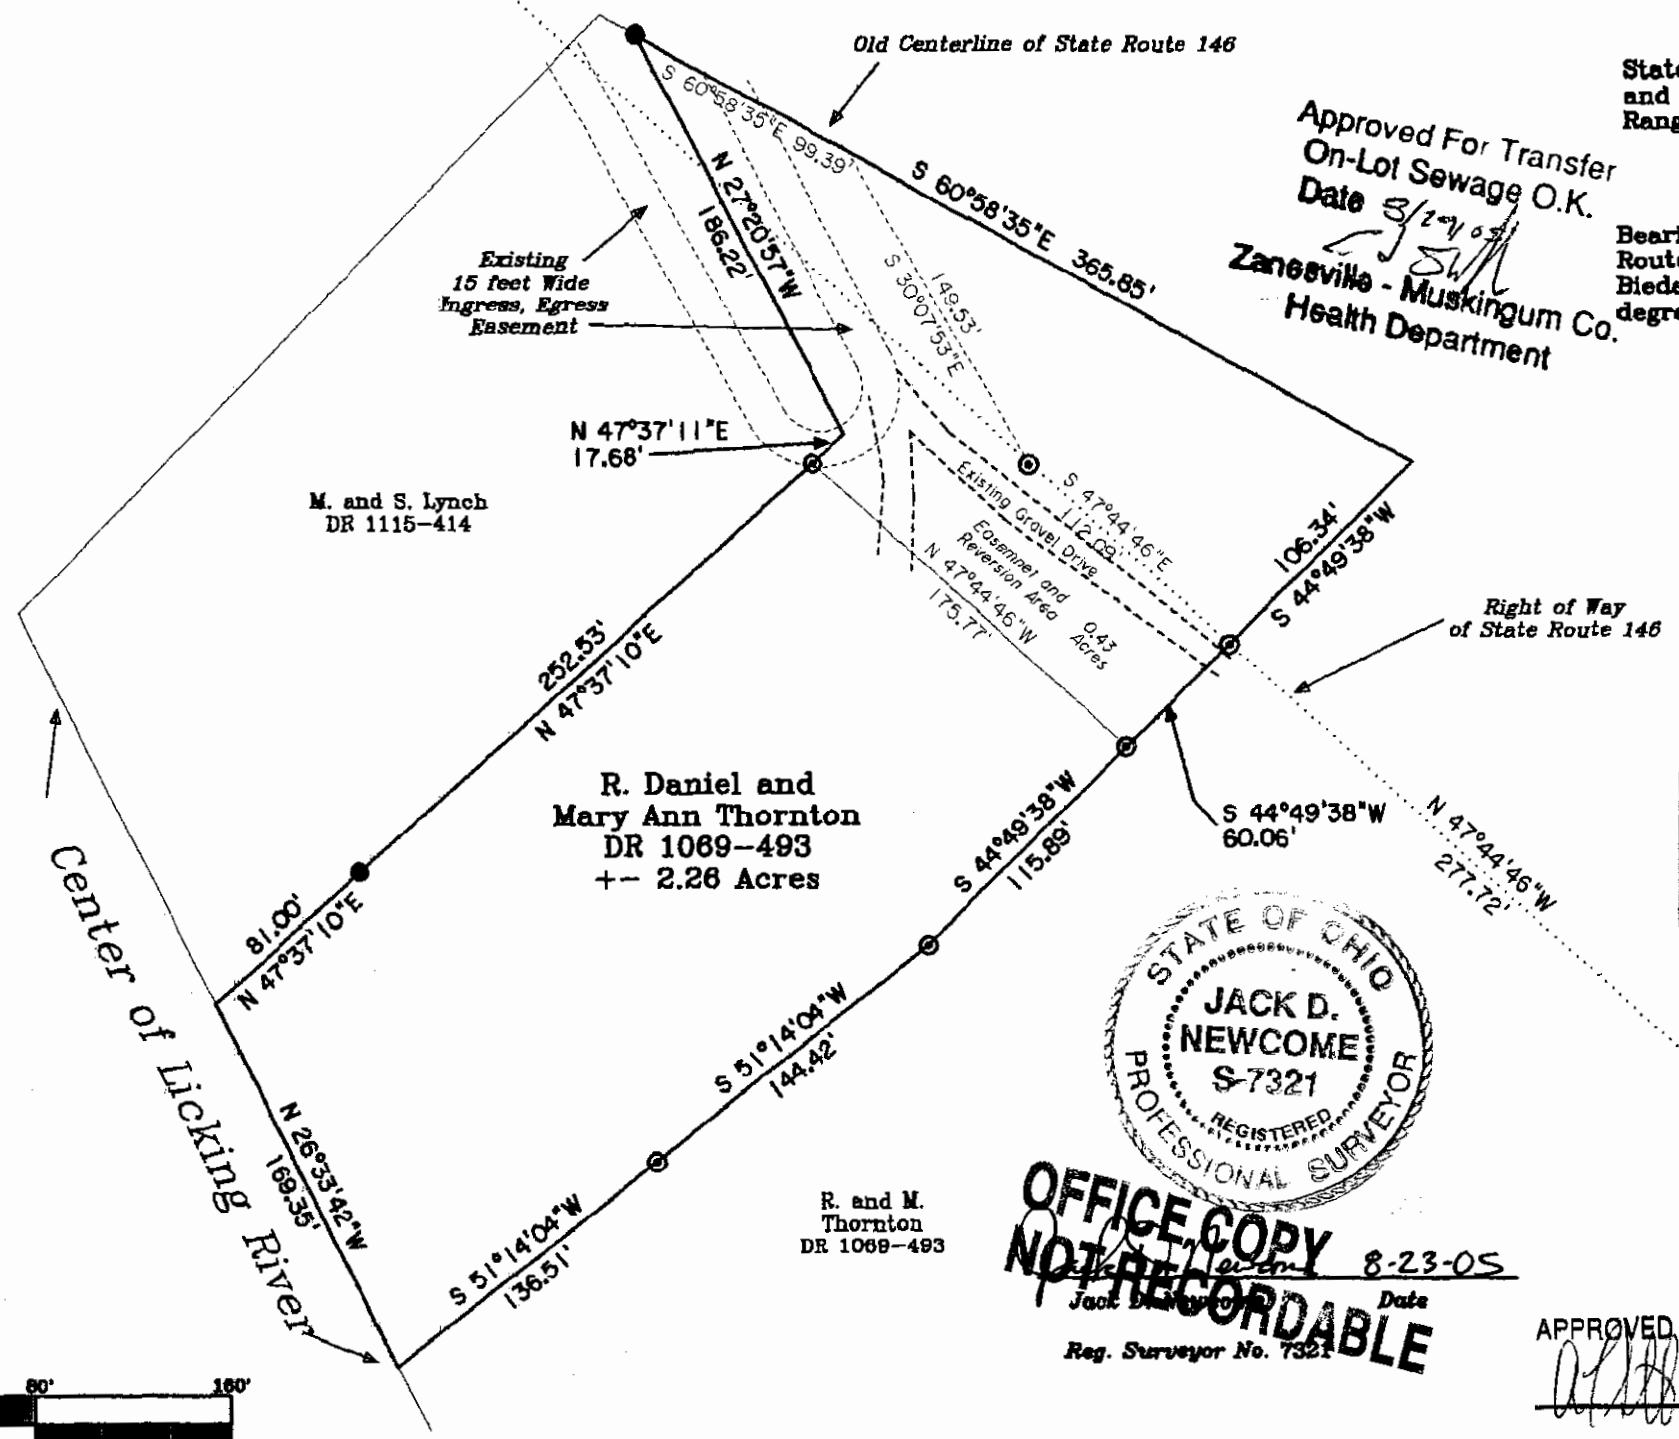 Old Centerline of State Route 146
State
and
Rang
Approved For Transfer
On-Lot Sewage O.K.
Date
Zanesville - Muskingum Co.
Health Department
Beari
Route
Biede
degre
S 60°58'35"E 99.39'
S 60°58'35"E 365.85'
N 27°20'57"W
186.22'
Existing
15 feet Wide
Ingress, Egress
Easement
149.53'
S 30°07'53"E
N 47°37'11"E
17.68'
M. and S. Lynch
DR 1115-414
S 47°44'46"E
112.09'
Existing Gravel Drive
Easemnet and
Reversion Area
0.43
Acres
N 47°44'46"W
175.77'
106.34'
S 44°49'38"W
Right of Way
of State Route 146
252.53'
N 47°37'10"E
R. Daniel and
Mary Ann Thornton
DR 1069-493
+- 2.26 Acres
S 44°49'38"W
60.06'
S 44°49'38"W
115.89'
N 47°44'46"W
277.72'
81.00'
N 47°37'10"E
Center of Licking River
S 51°14'04"W
144.42'
N 26°33'42"W
169.35'
S 51°14'04"W
136.51'
R. and M.
Thornton
DR 1069-493
STATE OF OHIO
JACK D.
NEWCOME
S-7321
REGISTERED
PROFESSIONAL SURVEYOR
OFFICE COPY
NOT RECORDABLE
8-23-05
Jack D. Newcome
Date
Reg. Surveyor No. 7321
APPROVED
80' 160'